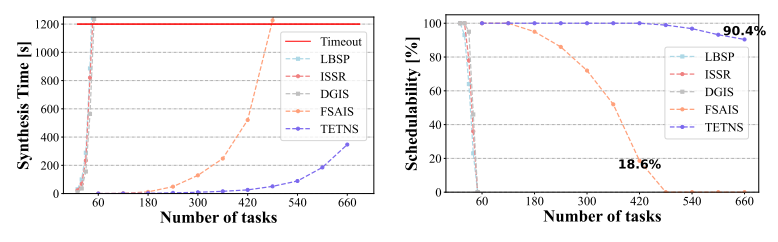 1200
1000
800
600
400
200
0
Synthesis Time [s]
Timeout
LBSP
ISSR
DGIS
FSAIS
TETNS
60 180 300 420 540 660
Number of tasks
100
80
60
40
20
0
Schedulability [%]
90.4%
LBSP
ISSR
DGIS
FSAIS
TETNS
18.6%
60 180 300 420 540 660
Number of tasks